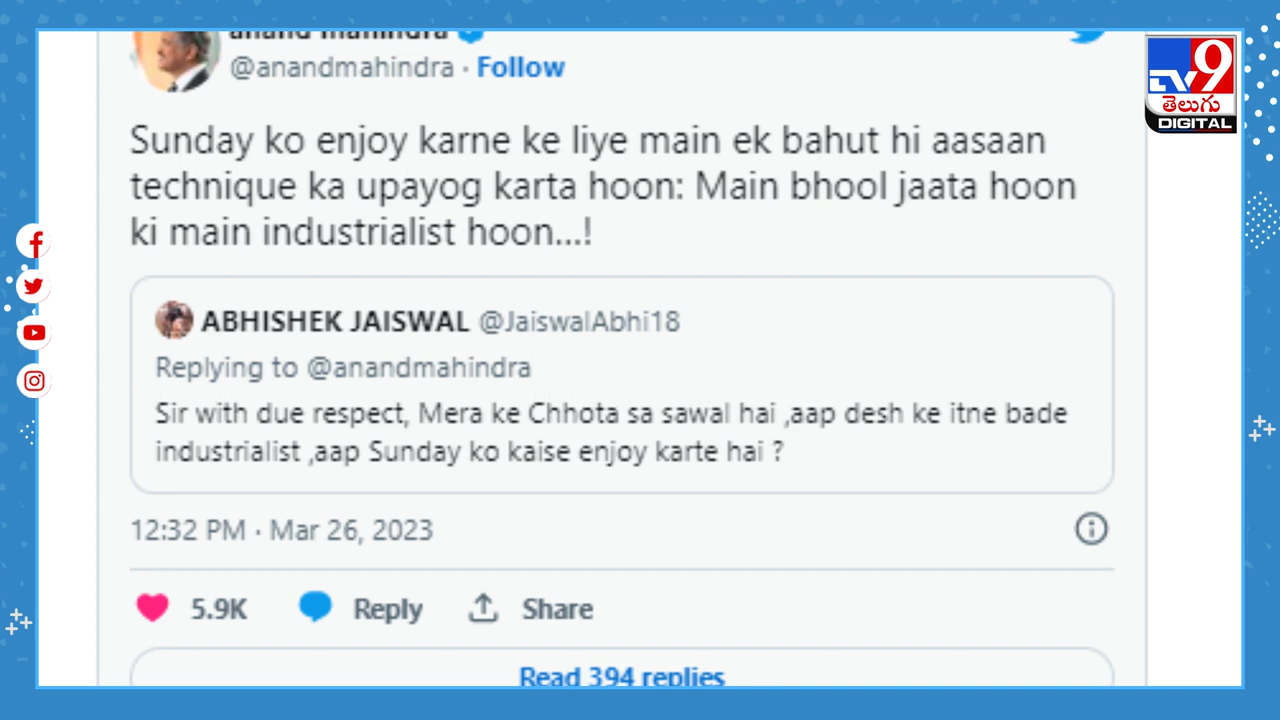 anand mahindra
@anandmahindra · Follow
TV9
తెలుగు
DIGITAL
Sunday ko enjoy karne ke liye main ek bahut hi aasaan
technique ka upayog karta hoon: Main bhool jaata hoon
ki main industrialist hoon...!
ABHISHEK JAISWAL @JaiswalAbhi18
Replying to @anandmahindra
Sir with due respect, Mera ke Chhota sa sawal hai ,aap desh ke itne bade
industrialist ,aap Sunday ko kaise enjoy karte hai ?
12:32 PM · Mar 26, 2023
5.9K Reply Share
Read 394 replies